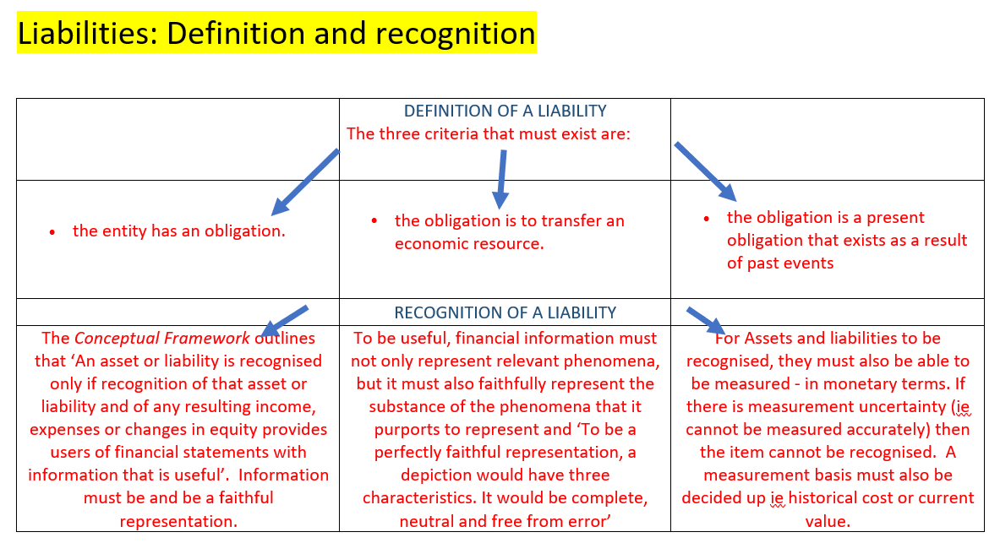 Liabilities: Definition and recognition
DEFINITION OF A LIABILITY
The three criteria that must exist are:
• the entity has an obligation.
• the obligation is to transfer an
economic resource.
• the obligation is a present
obligation that exists as a result
of past events
RECOGNITION OF A LIABILITY
The Conceptual Framework outlines
that ‘An asset or liability is recognised
only if recognition of that asset or
liability and of any resulting income,
expenses or changes in equity provides
users of financial statements with
information that is useful’.  Information
must be and be a faithful
representation.
To be useful, financial information must
not only represent relevant phenomena,
but it must also faithfully represent the
substance of the phenomena that it
purports to represent and ‘To be a
perfectly faithful representation, a
depiction would have three
characteristics. It would be complete,
neutral and free from error’
For Assets and liabilities to be
recognised, they must also be able to
be measured - in monetary terms. If
there is measurement uncertainty (ie
cannot be measured accurately) then
the item cannot be recognised.  A
measurement basis must also be
decided up ie historical cost or current
value.